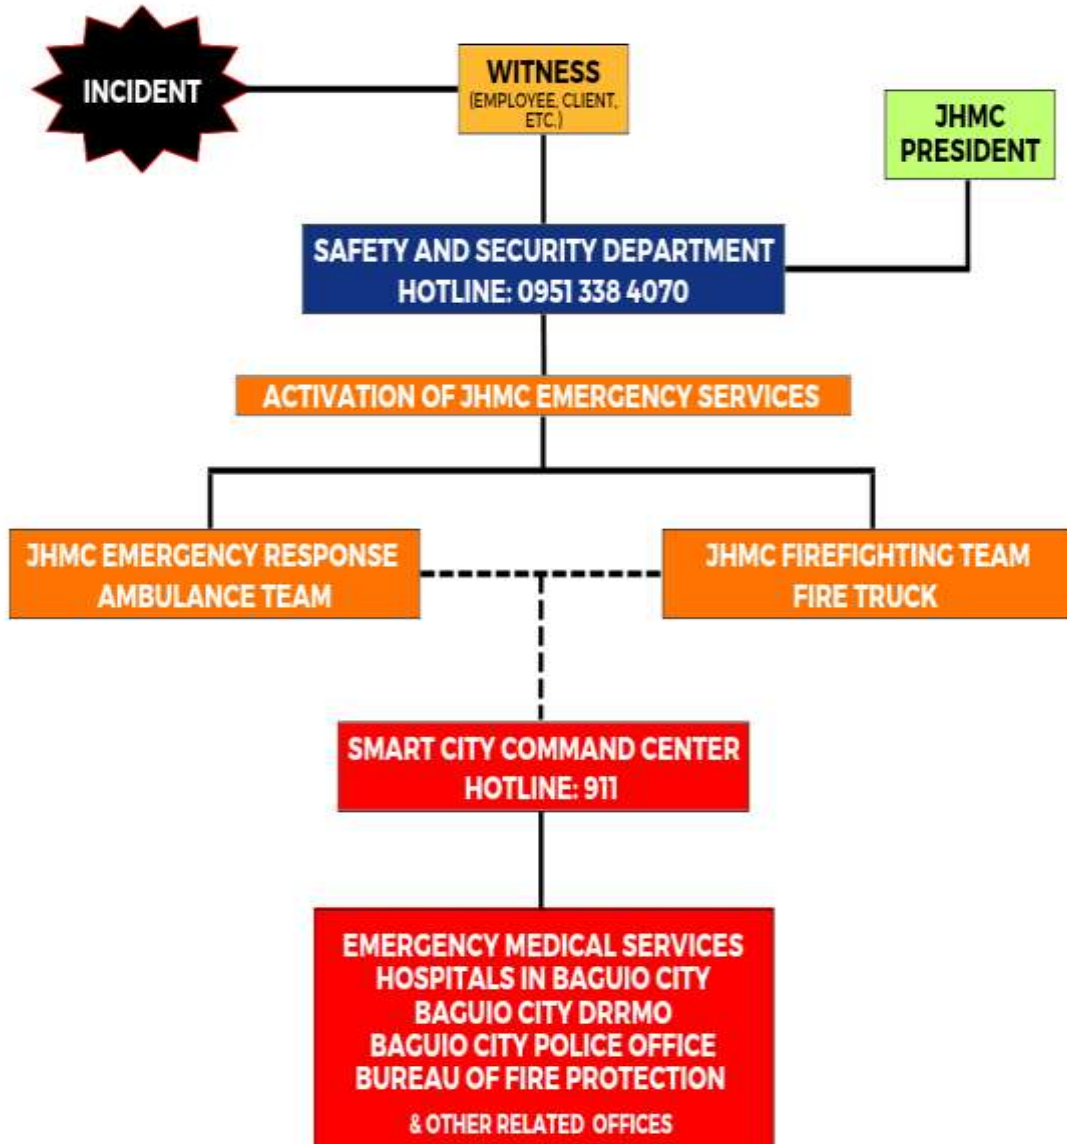 INCIDENT
WITNESS
(EMPLOYEE, CLIENT,
ETC.)
JHMC
PRESIDENT
SAFETY AND SECURITY DEPARTMENT
HOTLINE: 0951 338 4070
ACTIVATION OF JHMC EMERGENCY SERVICES
JHMC EMERGENCY RESPONSE
AMBULANCE TEAM
JHMC FIREFIGHTING TEAM
FIRE TRUCK
SMART CITY COMMAND CENTER
HOTLINE: 911
EMERGENCY MEDICAL SERVICES
HOSPITALS IN BAGUIO CITY
BAGUIO CITY DRRMO
BAGUIO CITY POLICE OFFICE
BUREAU OF FIRE PROTECTION
& OTHER RELATED OFFICES